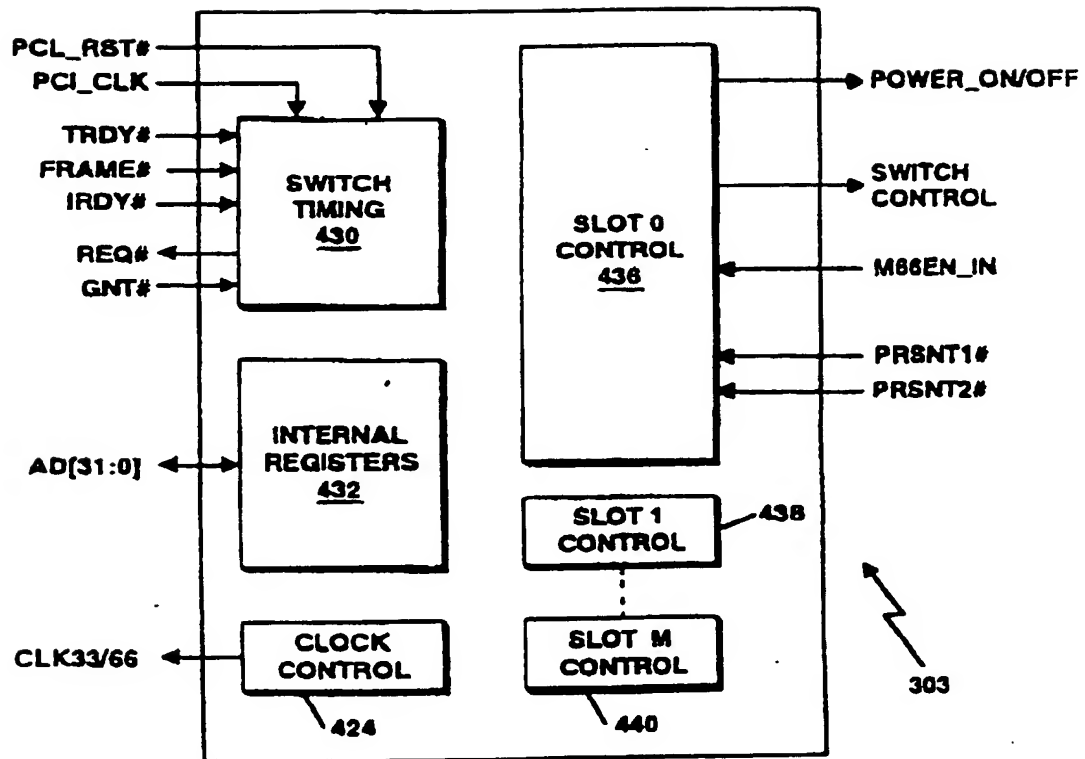 PCL_RST#
PCI_CLK
TRDY#
FRAME#
IRDY#
REQ#
GNT#
SWITCH
TIMING
430
AD[31:0]
INTERNAL
REGISTERS
432
CLK33/66
CLOCK
CONTROL
424
SLOT 0
CONTROL
436
POWER_ON/OFF
SWITCH
CONTROL
M66EN_IN
PRSNT1#
PRSNT2#
SLOT 1
CONTROL
438
SLOT M
CONTROL
440
303